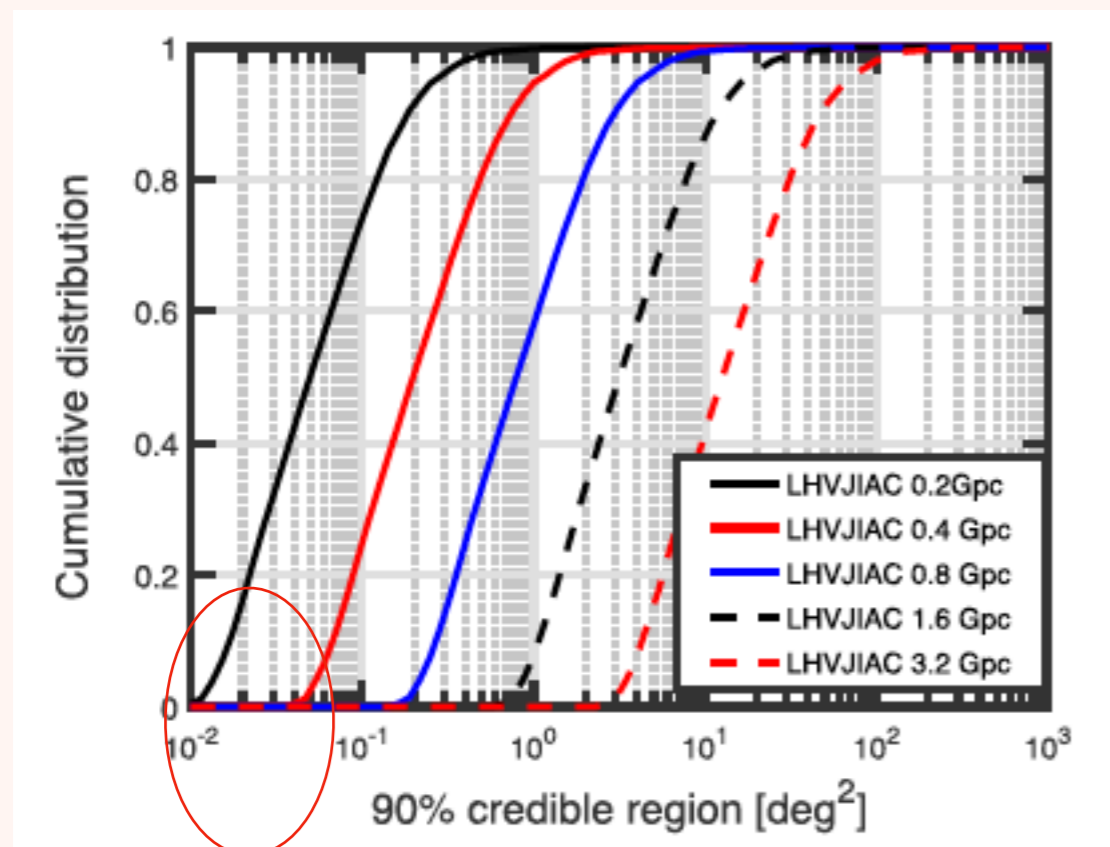 1
0.8
0.6
0.4
0.2
0
Cumulative distribution
LHVJIAC 0.2Gpc
LHVJIAC 0.4 Gpc
LHVJIAC 0.8 Gpc
LHVJIAC 1.6 Gpc
LHVJIAC 3.2 Gpc
10⁻² 10⁻¹ 10⁰ 10¹ 10² 10³
90% credible region [deg²]